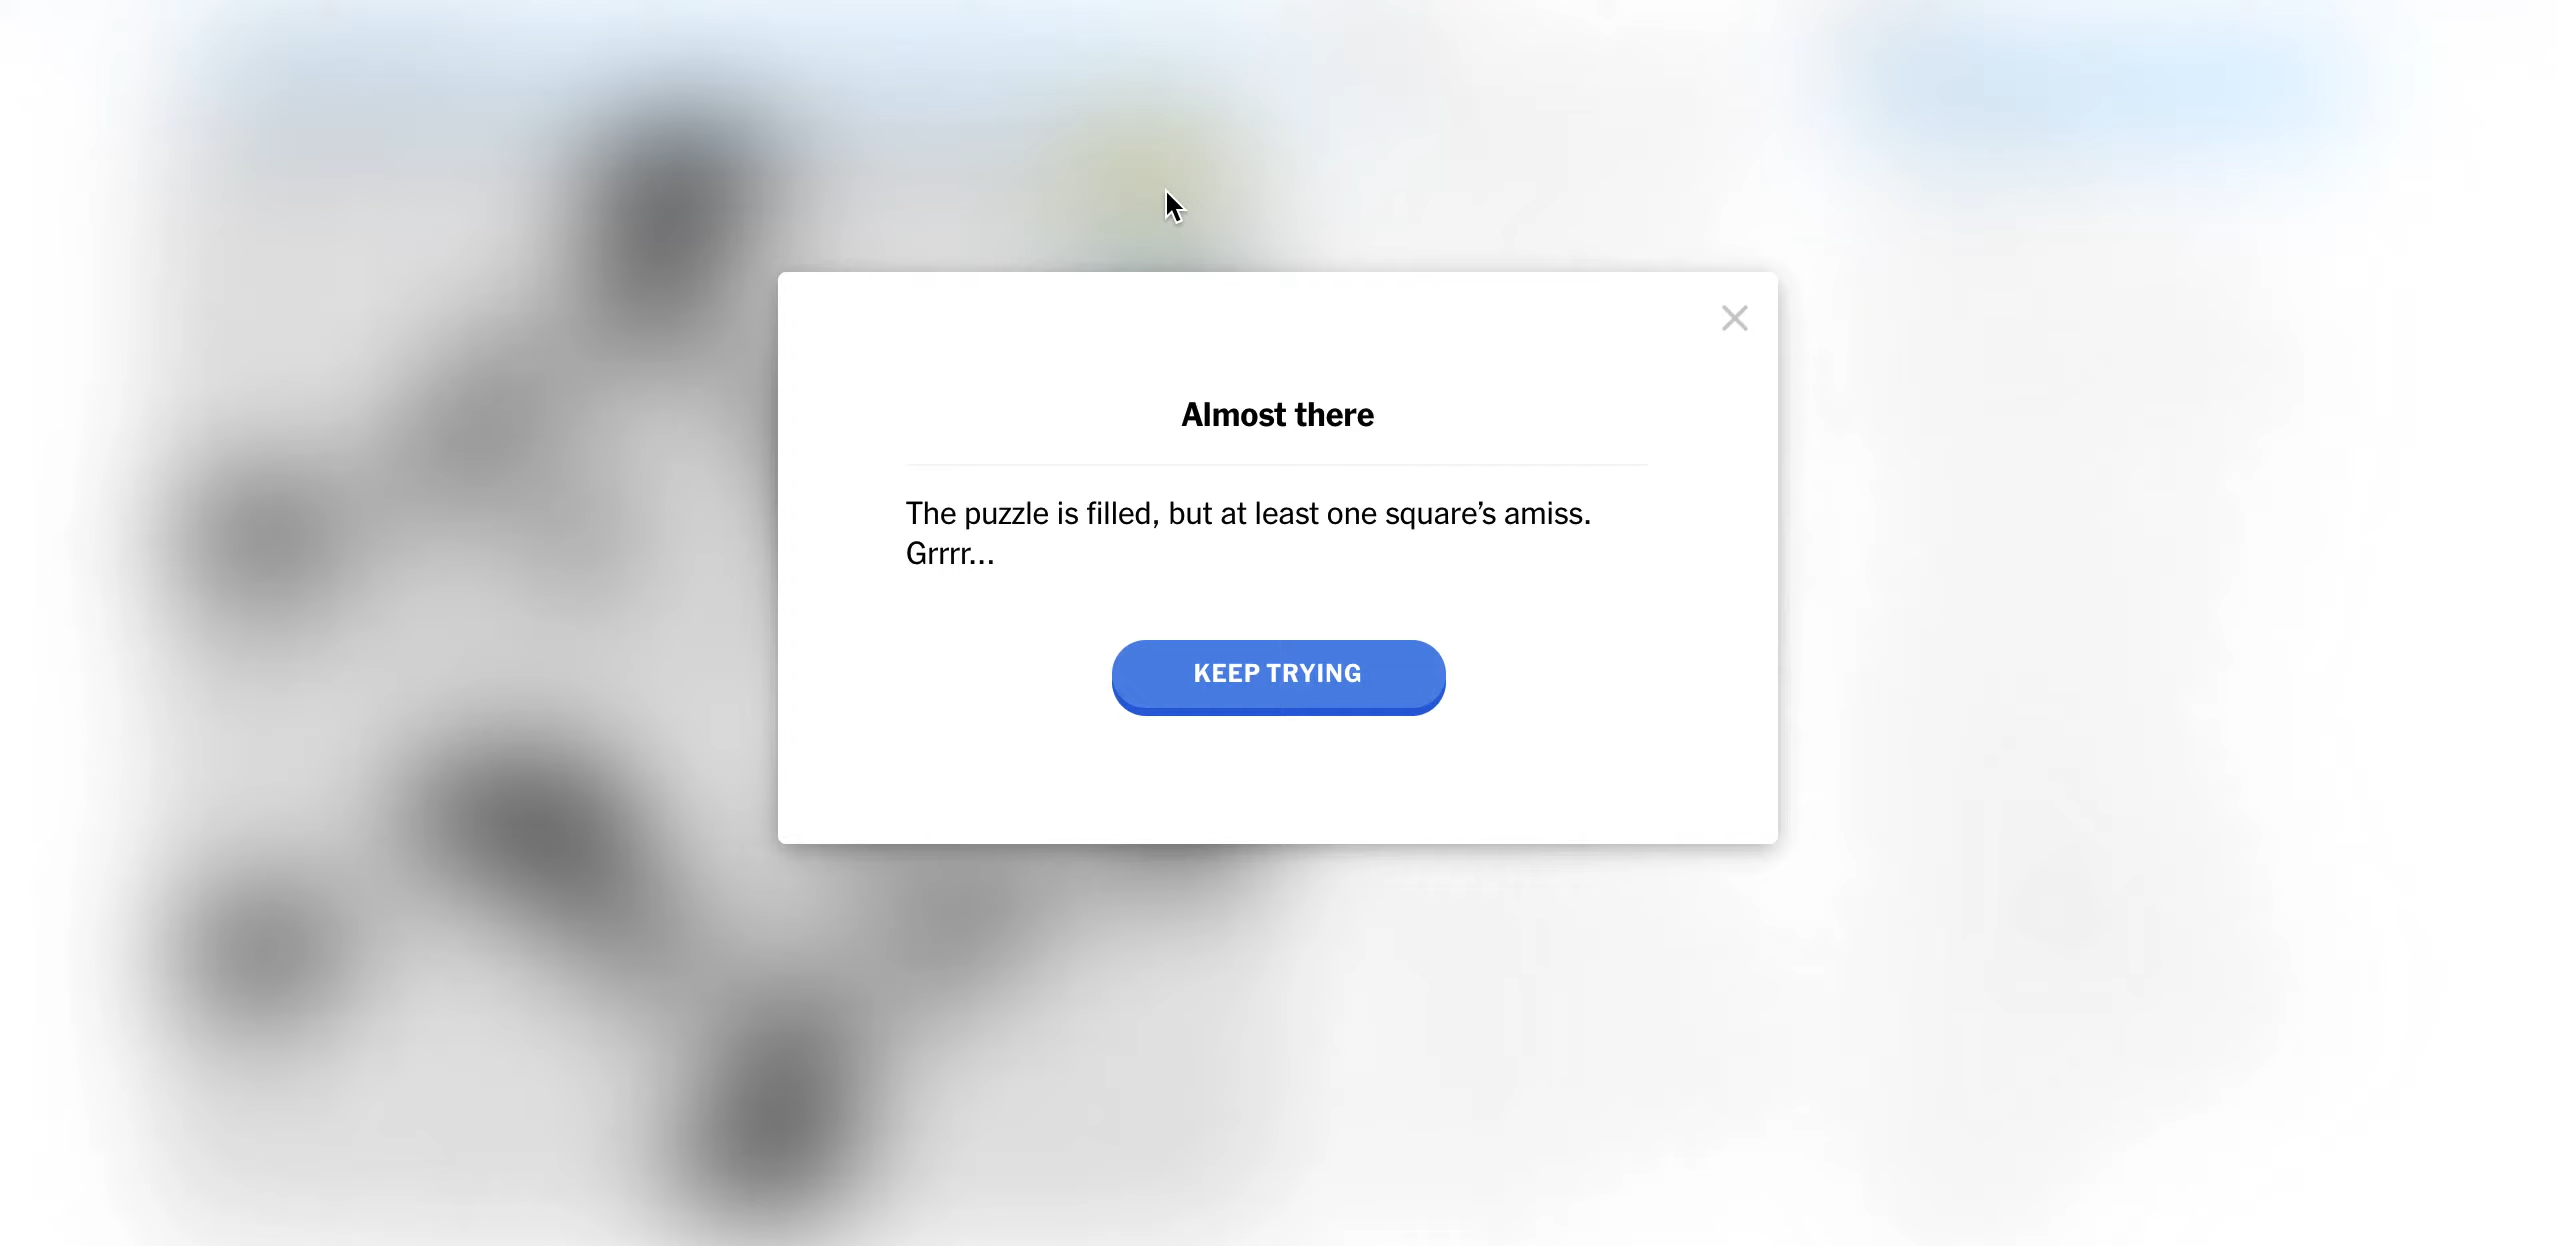 Almost there
The puzzle is filled, but at least one square’s amiss.
Grrrr...
KEEP TRYING